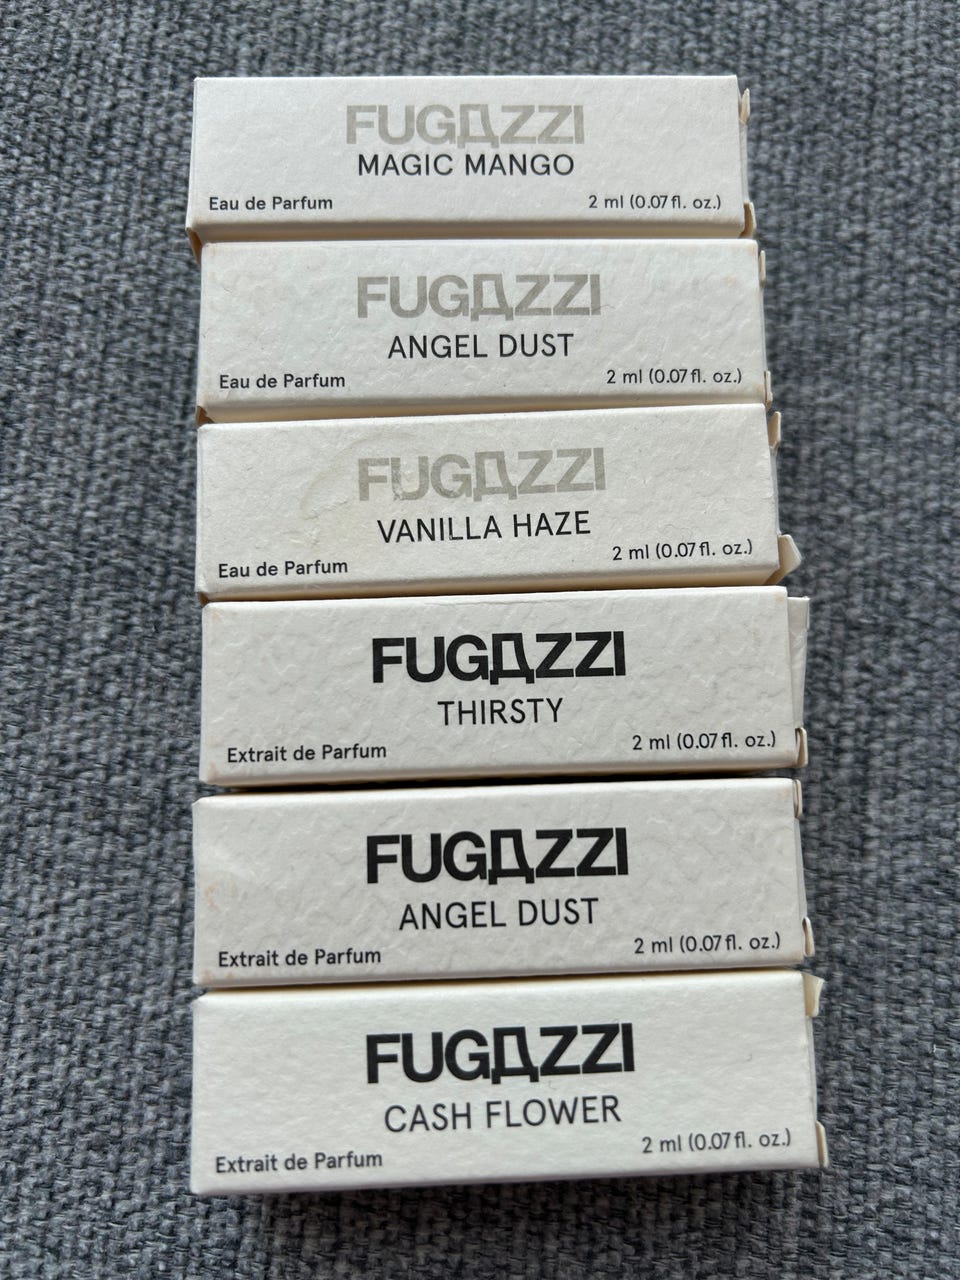 FUGДZZI
MAGIC MANGO
Eau de Parfum 2 ml (0.07 fl. oz.)
FUGДZZI
ANGEL DUST
Eau de Parfum 2 ml (0.07 fl. oz.)
FUGДZZI
VANILLA HAZE
Eau de Parfum 2 ml (0.07 fl. oz.)
FUGДZZI
THIRSTY
Extrait de Parfum 2 ml (0.07 fl. oz.)
FUGДZZI
ANGEL DUST
Extrait de Parfum 2 ml (0.07 fl. oz.)
FUGДZZI
CASH FLOWER
Extrait de Parfum 2 ml (0.07 fl. oz.)